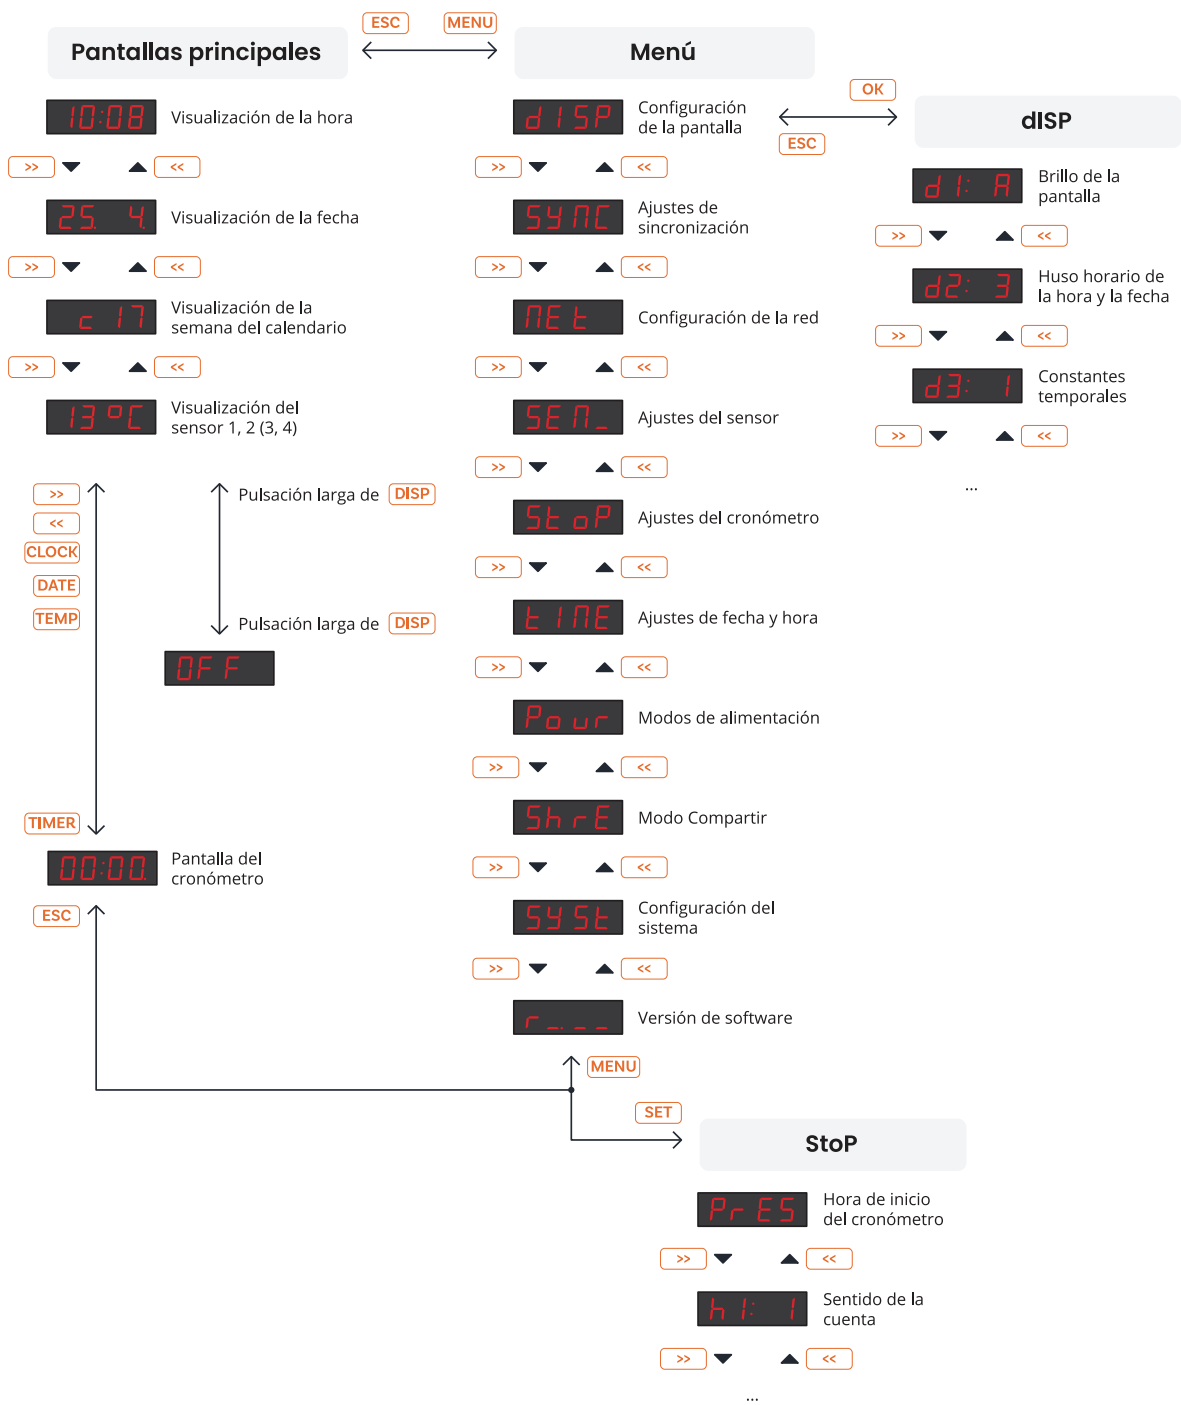 ESC MENU
Pantallas principales
Menú
10:08
Visualización de la hora
>> <<
25. 4.
Visualización de la fecha
>> <<
c 17
Visualización de la
semana del calendario
>> <<
13 °C
Visualización del
sensor 1, 2 (3, 4)
>>
<<
CLOCK
DATE
TEMP
Pulsación larga de DISP
Pulsación larga de DISP
OFF
TIMER
00:00.
Pantalla del
cronómetro
ESC
dISP
Configuración
de la pantalla
>> <<
SYNC
Ajustes de
sincronización
>> <<
NEt
Configuración de la red
>> <<
SEN_
Ajustes del sensor
>> <<
StoP
Ajustes del cronómetro
>> <<
tIME
Ajustes de fecha y hora
>> <<
Pour
Modos de alimentación
>> <<
ShrE
Modo Compartir
>> <<
SYSt
Configuración del
sistema
>> <<
r_._ _
Versión de software
MENU
OK
ESC
dISP
d1: A
Brillo de la
pantalla
>> <<
d2: 3
Huso horario de
la hora y la fecha
>> <<
d3: 1
Constantes
temporales
>> <<
...
SET
StoP
PrES
Hora de inicio
del cronómetro
>> <<
h1: 1
Sentido de la
cuenta
>> <<
...